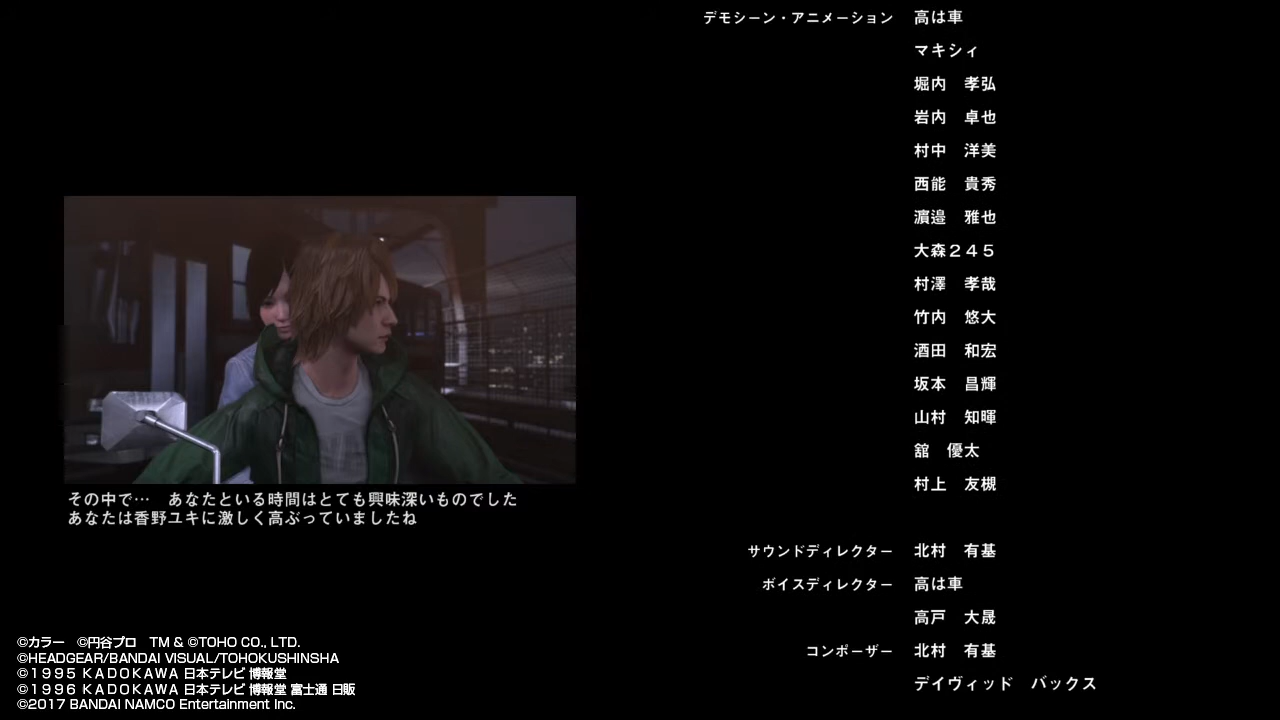 デモシーン・アニメーション　高は車
マキシィ
堀内　孝弘
岩内　卓也
村中　洋美
西能　貴秀
濵邉　雅也
大森２４５
村澤　孝哉
竹内　悠大
酒田　和宏
坂本　昌輝
山村　知暉
舘　優太
村上　友槻
サウンドディレクター　北村　有基
ボイスディレクター　高は車
高戸　大晟
コンポーザー　北村　有基
デイヴィッド　バックス
その中で…　あなたといる時間はとても興味深いものでした
あなたは香野ユキに激しく高ぶっていましたね
©カラー　©円谷プロ　TM & ©TOHO CO., LTD.
©HEADGEAR/BANDAI VISUAL/TOHOKUSHINSHA
©１９９５ ＫＡＤＯＫＡＷＡ 日本テレビ 博報堂
©１９９６ ＫＡＤＯＫＡＷＡ 日本テレビ 博報堂 富士通 日販
©2017 BANDAI NAMCO Entertainment Inc.